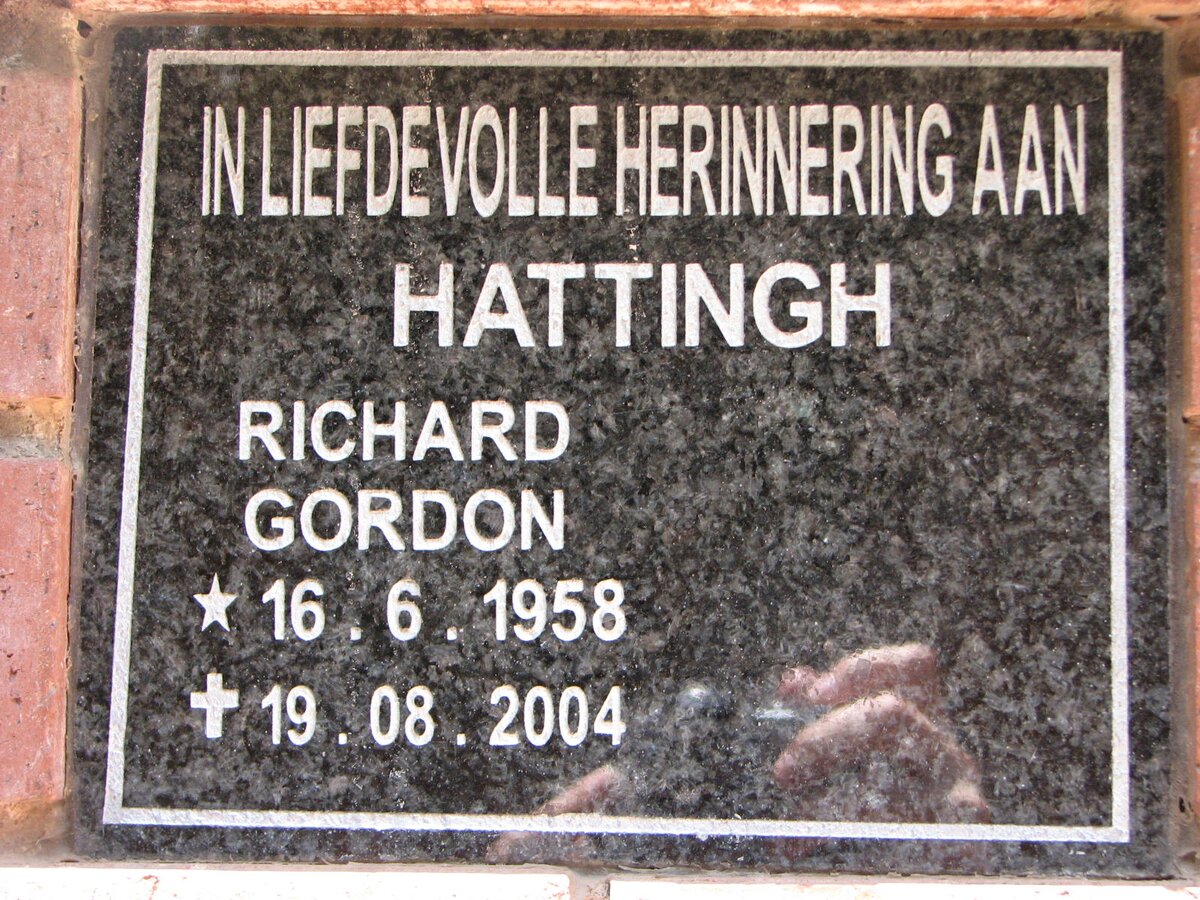 IN LIEFDEVOLLE HERINNERING AAN
HATTINGH
RICHARD
GORDON
★ 16 . 6 . 1958
✝ 19 . 08 . 2004